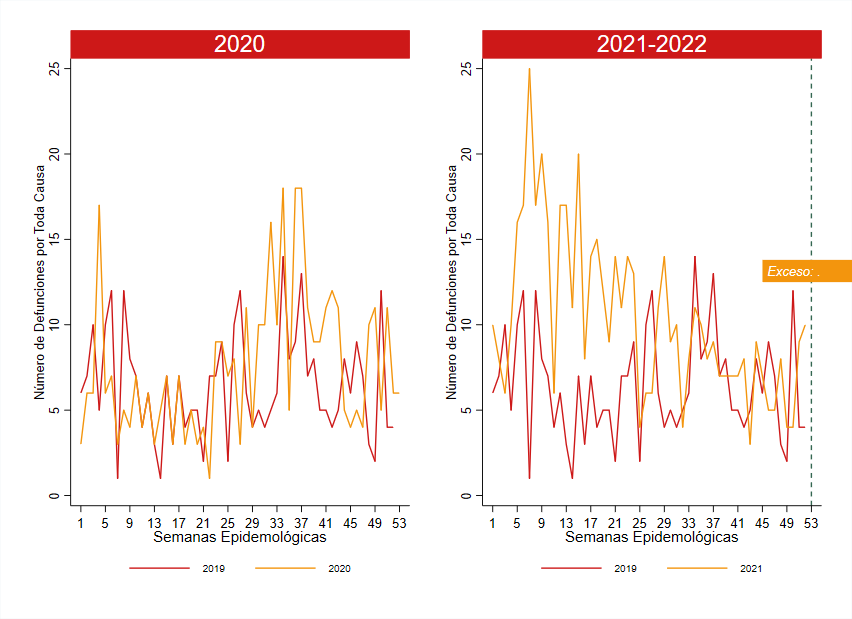 2020
Número de Defunciones por Toda Causa
25
20
15
10
5
0
1 5 9 13 17 21 25 29 33 37 41 45 49 53
Semanas Epidemológicas
2019 2020
2021-2022
Número de Defunciones por Toda Causa
25
20
15
10
5
0
Exceso: .
1 5 9 13 17 21 25 29 33 37 41 45 49 53
Semanas Epidemológicas
2019 2021